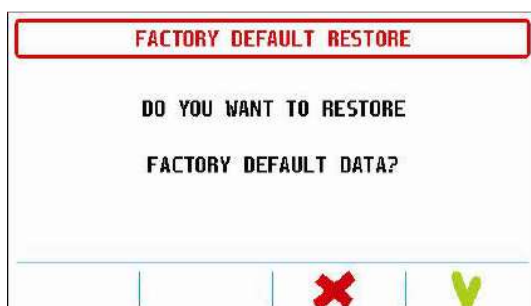 FACTORY DEFAULT RESTORE
DO YOU WANT TO RESTORE
FACTORY DEFAULT DATA?